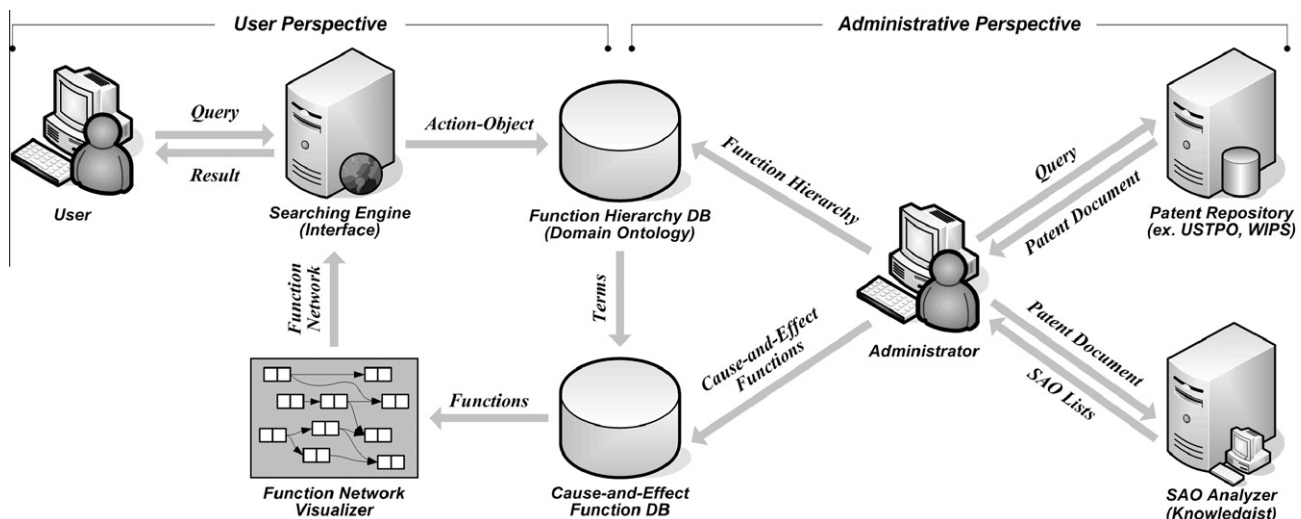 User Perspective
Administrative Perspective
Query
Result
User
Searching Engine
(Interface)
Action-Object
Function Hierarchy DB
(Domain Ontology)
Function Hierarchy
Query
Patent Document
Patent Repository
(ex. USTPO, WIPS)
Function
Network
Terms
Cause-and-Effect
Functions
Administrator
Patent Document
SAO Lists
Functions
Function Network
Visualizer
Cause-and-Effect
Function DB
SAO Analyzer
(Knowledgist)